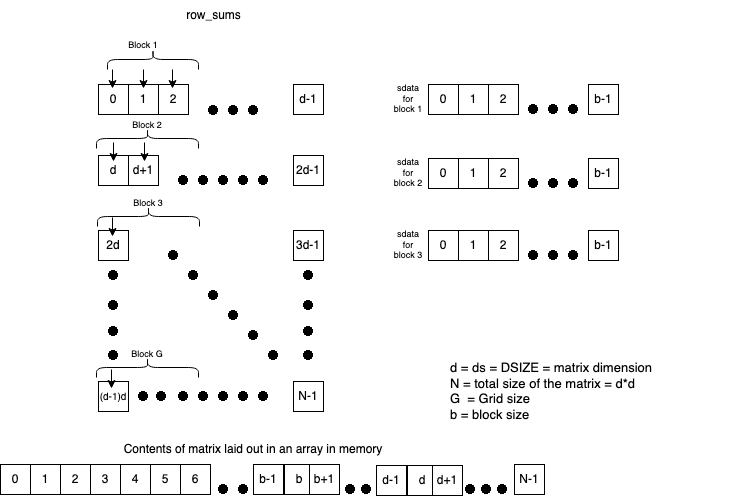 row_sums
Block 1
0 1 2 d-1
sdata
for
block 1
0 1 2 b-1
Block 2
d d+1 2d-1
sdata
for
block 2
0 1 2 b-1
Block 3
2d 3d-1
sdata
for
block 3
0 1 2 b-1
Block G
(d-1)d N-1
d = ds = DSIZE = matrix dimension
N = total size of the matrix = d*d
G = Grid size
b = block size
Contents of matrix laid out in an array in memory
0 1 2 3 4 5 6 b-1 b b+1 d-1 d d+1 N-1